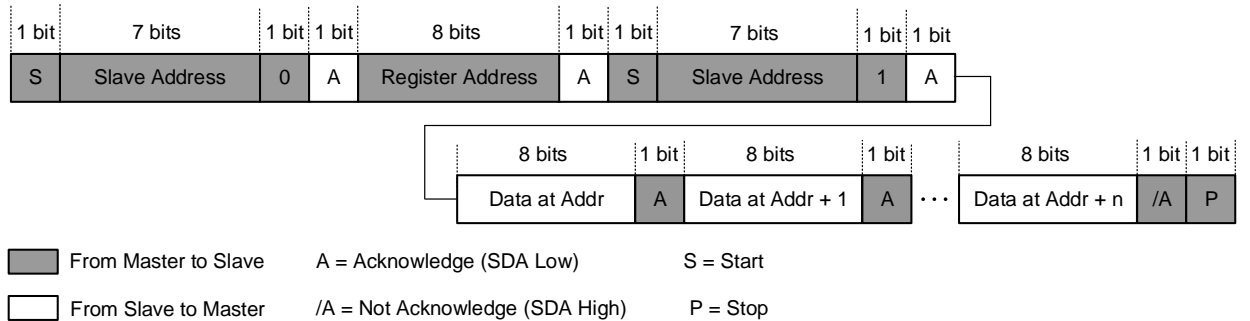 1 bit 7 bits 1 bit 1 bit 8 bits 1 bit 1 bit 7 bits 1 bit 1 bit
S Slave Address 0 A Register Address A S Slave Address 1 A
8 bits 1 bit 8 bits 1 bit 8 bits 1 bit 1 bit
Data at Addr A Data at Addr + 1 A ··· Data at Addr + n /A P
From Master to Slave A = Acknowledge (SDA Low) S = Start
From Slave to Master /A = Not Acknowledge (SDA High) P = Stop